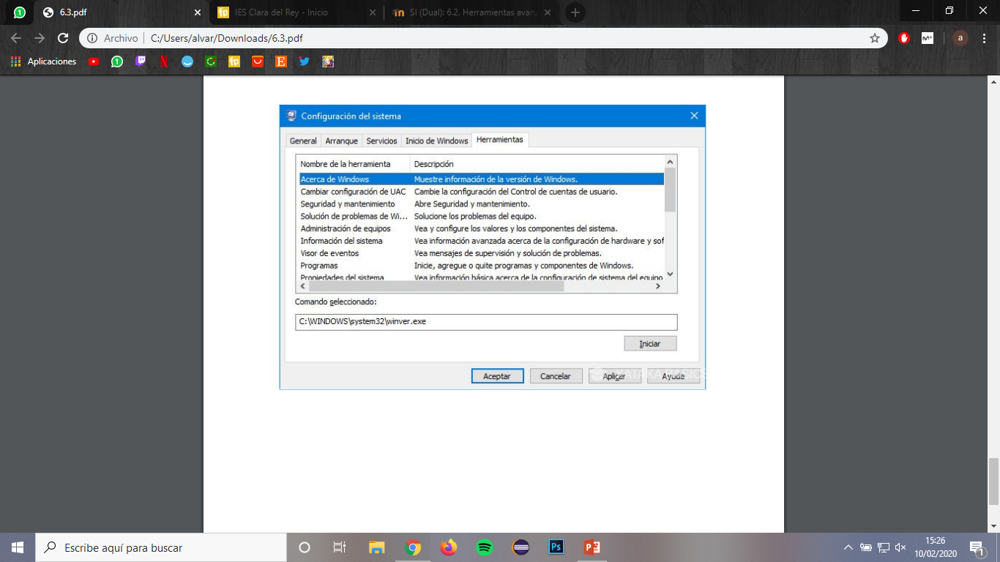 6.3.pdf
IES Clara del Rey - Inicio
SI (Dual): 6.2. Herramientas avan
Archivo
C:/Users/alvar/Downloads/6.3.pdf
a
Aplicaciones
Configuración del sistema
General Arranque Servicios Inicio de Windows Herramientas
Nombre de la herramienta Descripción
Acerca de Windows Muestre información de la versión de Windows.
Cambiar configuración de UAC Cambie la configuración del Control de cuentas de usuario.
Seguridad y mantenimiento Abre Seguridad y mantenimiento.
Solución de problemas de Wi... Solucione los problemas del equipo.
Administración de equipos Vea y configure los valores y los componentes del sistema.
Información del sistema Vea información avanzada acerca de la configuración de hardware y sof
Visor de eventos Vea mensajes de supervisión y solución de problemas.
Programas Inicie, agregue o quite programas y componentes de Windows.
Propiedades del sistema Vea información básica acerca de la configuración de sistema del equipo
Comando seleccionado:
C:\WINDOWS\system32\winver.exe
Iniciar
Aceptar Cancelar Aplicar Ayuda
XATAKA BASICS
Escribe aquí para buscar
Ps
15:26
10/02/2020
1